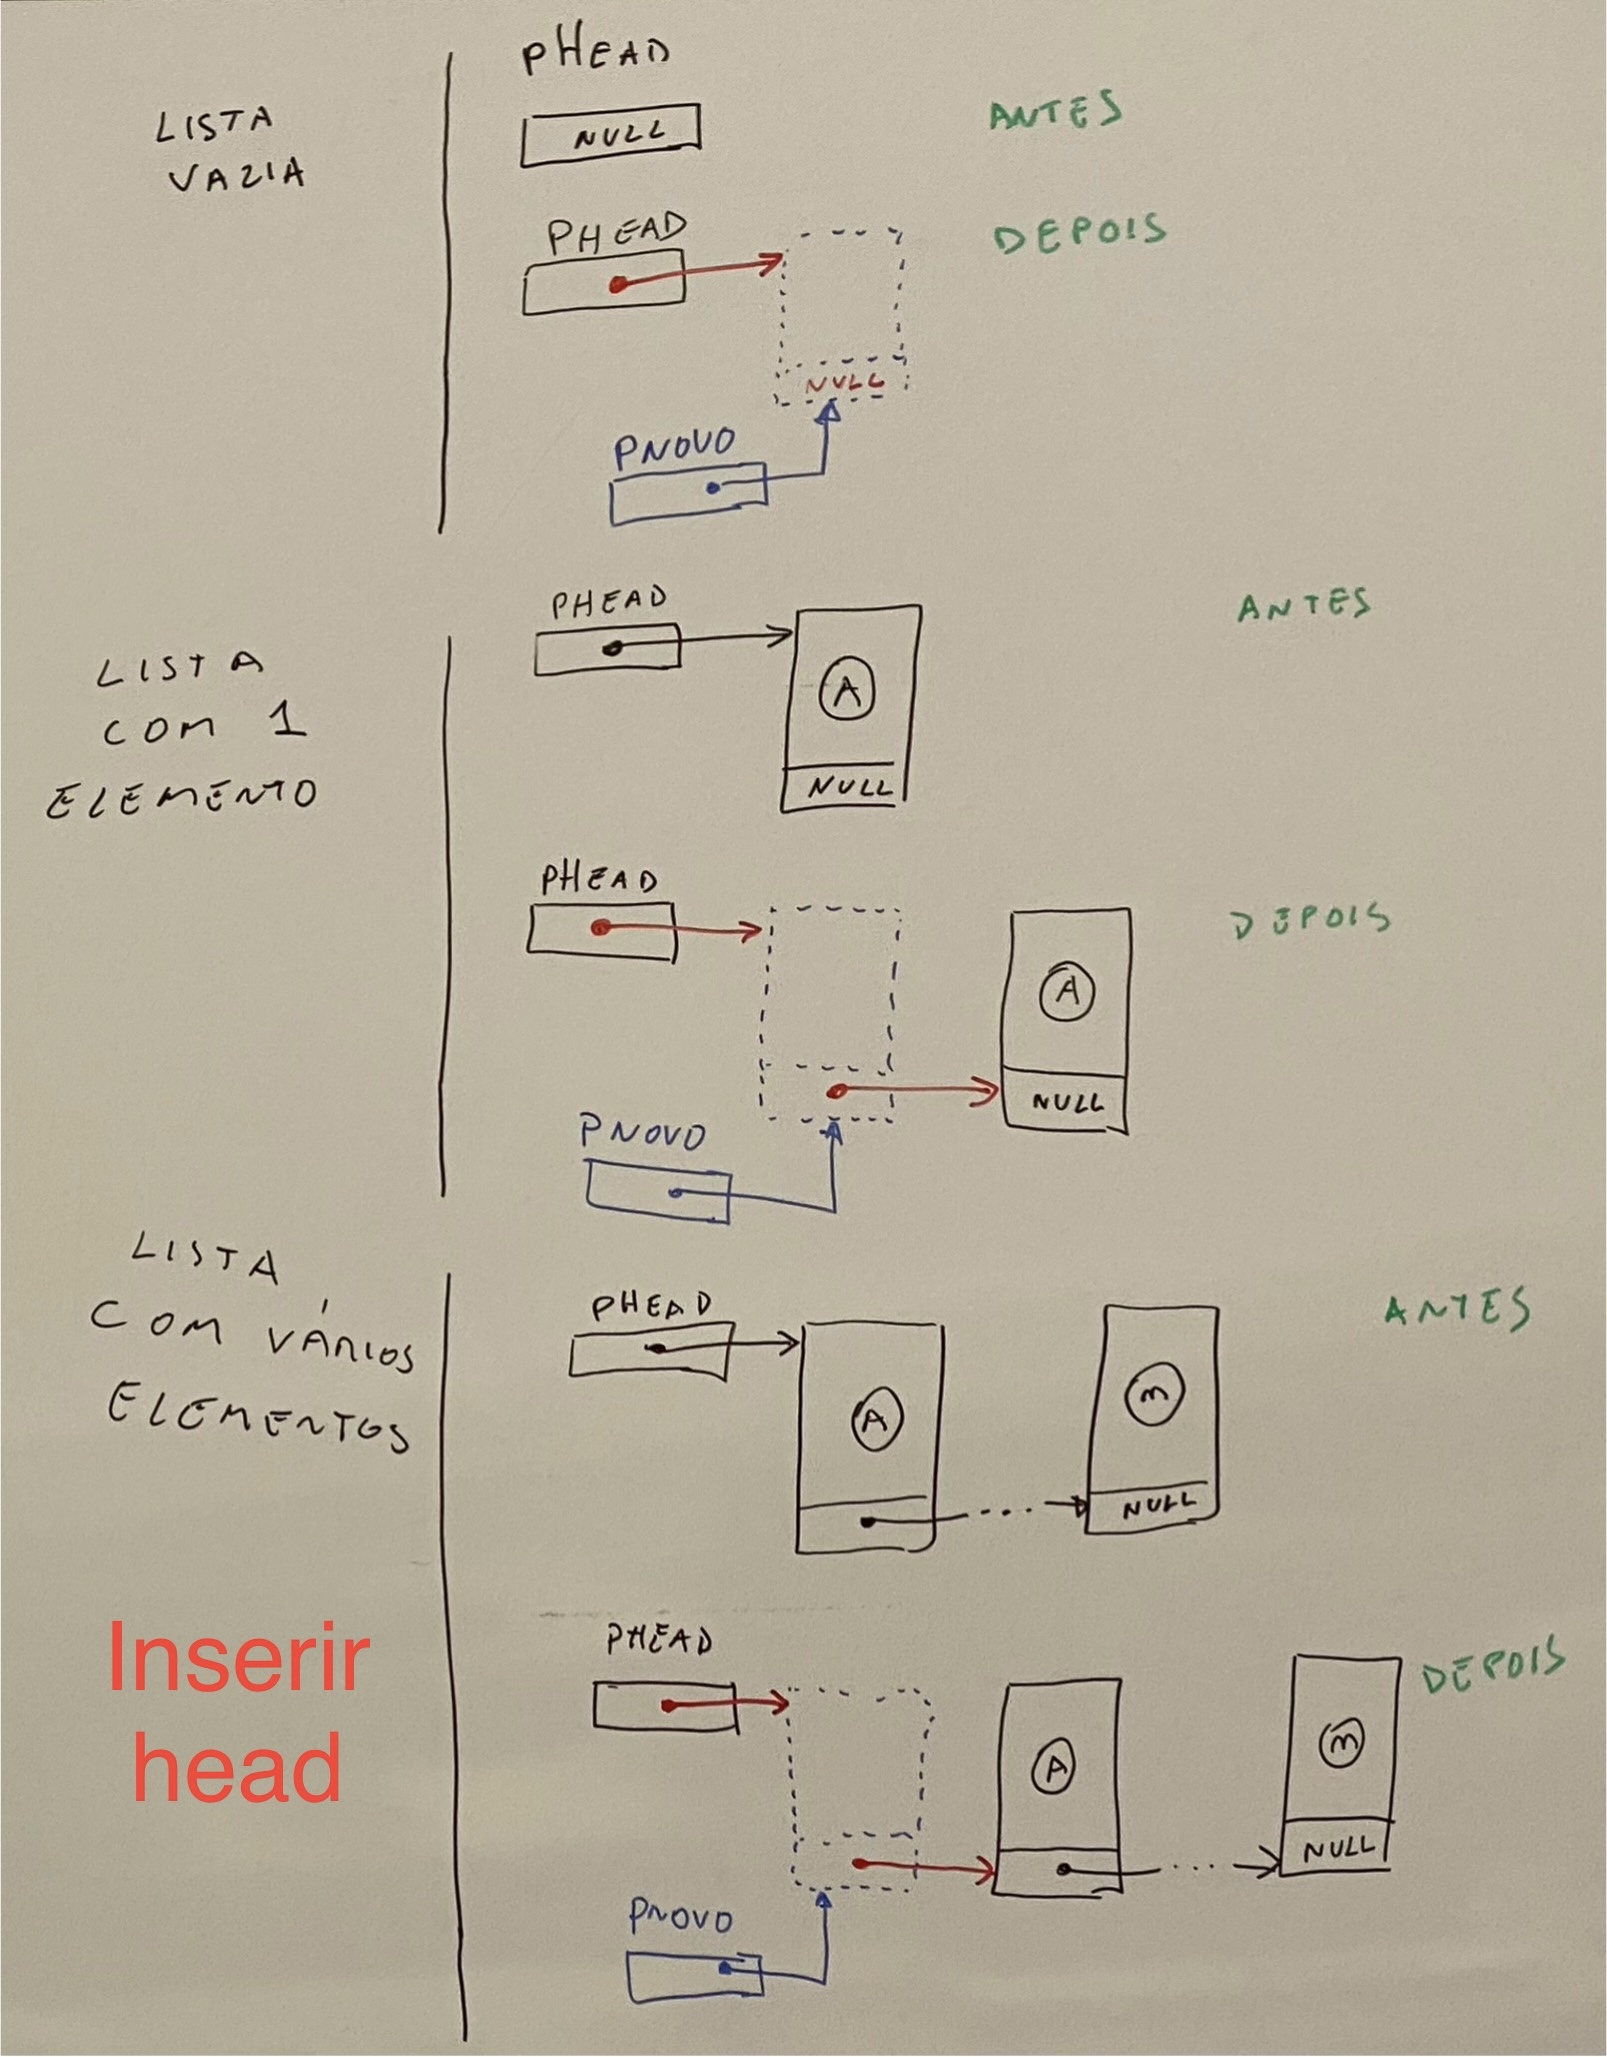 LISTA
VAZIA
PHEAD
NULL
ANTES
PHEAD
DEPOIS
NULL
PNOVO
LISTA
COM 1
ELEMENTO
PHEAD
ANTES
A
NULL
PHEAD
DEPOIS
A
NULL
PNOVO
LISTA
COM VÁRIOS
ELEMENTOS
PHEAD
ANTES
A
M
NULL
Inserir
head
PHEAD
DEPOIS
A
M
NULL
PNOVO